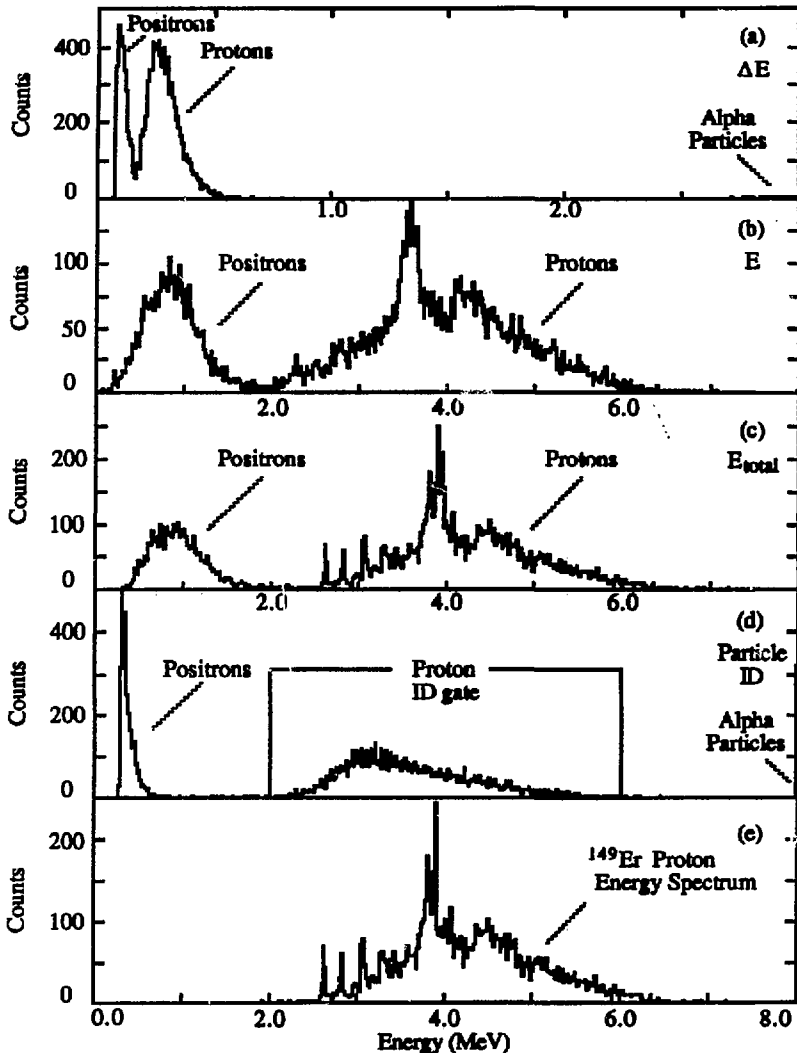 Positrons
Protons
(a)
ΔE
Alpha
Particles
Counts
400
200
0
1.0
2.0
(b)
E
Positrons
Protons
Counts
100
50
0
2.0
4.0
6.0
(c)
E_total
Positrons
Protons
Counts
200
100
0
2.0
4.0
6.0
(d)
Particle
ID
Positrons
Proton
ID gate
Alpha
Particles
Counts
400
200
0
(e)
¹⁴⁹Er Proton
Energy Spectrum
Counts
200
100
0
0.0
2.0
4.0
6.0
8.0
Energy (MeV)